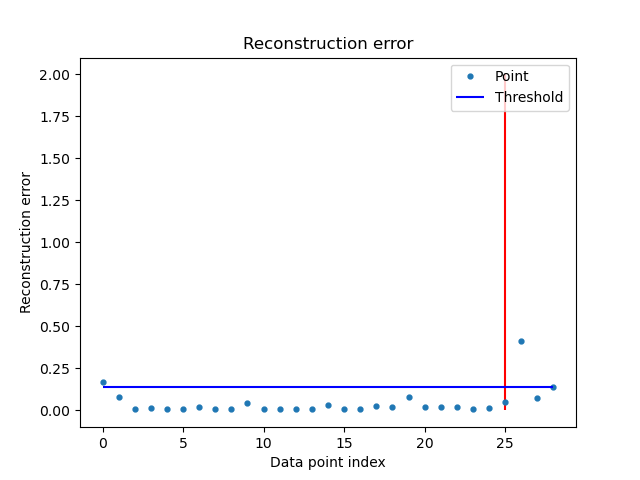 Reconstruction error
Point
Threshold
Reconstruction error
2.00
1.75
1.50
1.25
1.00
0.75
0.50
0.25
0.00
0 5 10 15 20 25
Data point index